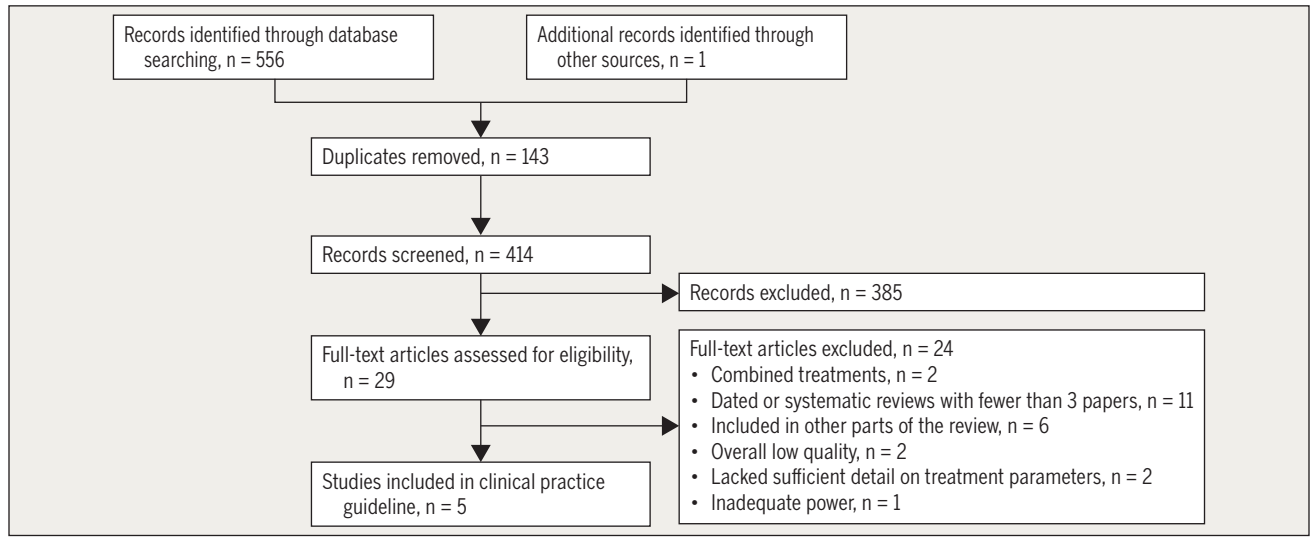 Records identified through database
searching, n = 556
Additional records identified through
other sources, n = 1
Duplicates removed, n = 143
Records screened, n = 414
Records excluded, n = 385
Full-text articles assessed for eligibility,
n = 29
Full-text articles excluded, n = 24
• Combined treatments, n = 2
• Dated or systematic reviews with fewer than 3 papers, n = 11
• Included in other parts of the review, n = 6
• Overall low quality, n = 2
• Lacked sufficient detail on treatment parameters, n = 2
• Inadequate power, n = 1
Studies included in clinical practice
guideline, n = 5